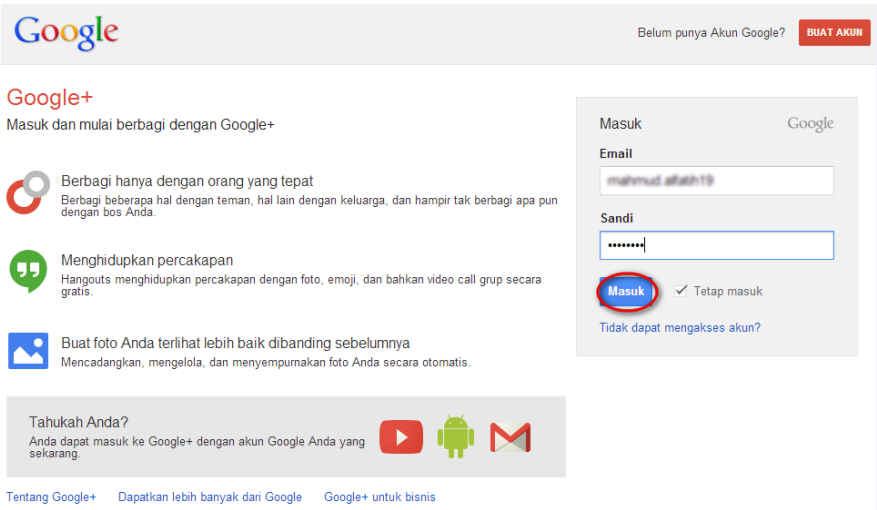 Google
Belum punya Akun Google?
BUAT AKUN
Google+
Masuk dan mulai berbagi dengan Google+
Berbagi hanya dengan orang yang tepat
Berbagi beberapa hal dengan teman, hal lain dengan keluarga, dan hampir tak berbagi apa pun
dengan bos Anda.
Menghidupkan percakapan
Hangouts menghidupkan percakapan dengan foto, emoji, dan bahkan video call grup secara
gratis.
Buat foto Anda terlihat lebih baik dibanding sebelumnya
Mencadangkan, mengelola, dan menyempurnakan foto Anda secara otomatis.
Tahukah Anda?
Anda dapat masuk ke Google+ dengan akun Google Anda yang
sekarang.
Masuk
Google
Email
Sandi
••••••••
Masuk
Tetap masuk
Tidak dapat mengakses akun?
Tentang Google+
Dapatkan lebih banyak dari Google
Google+ untuk bisnis